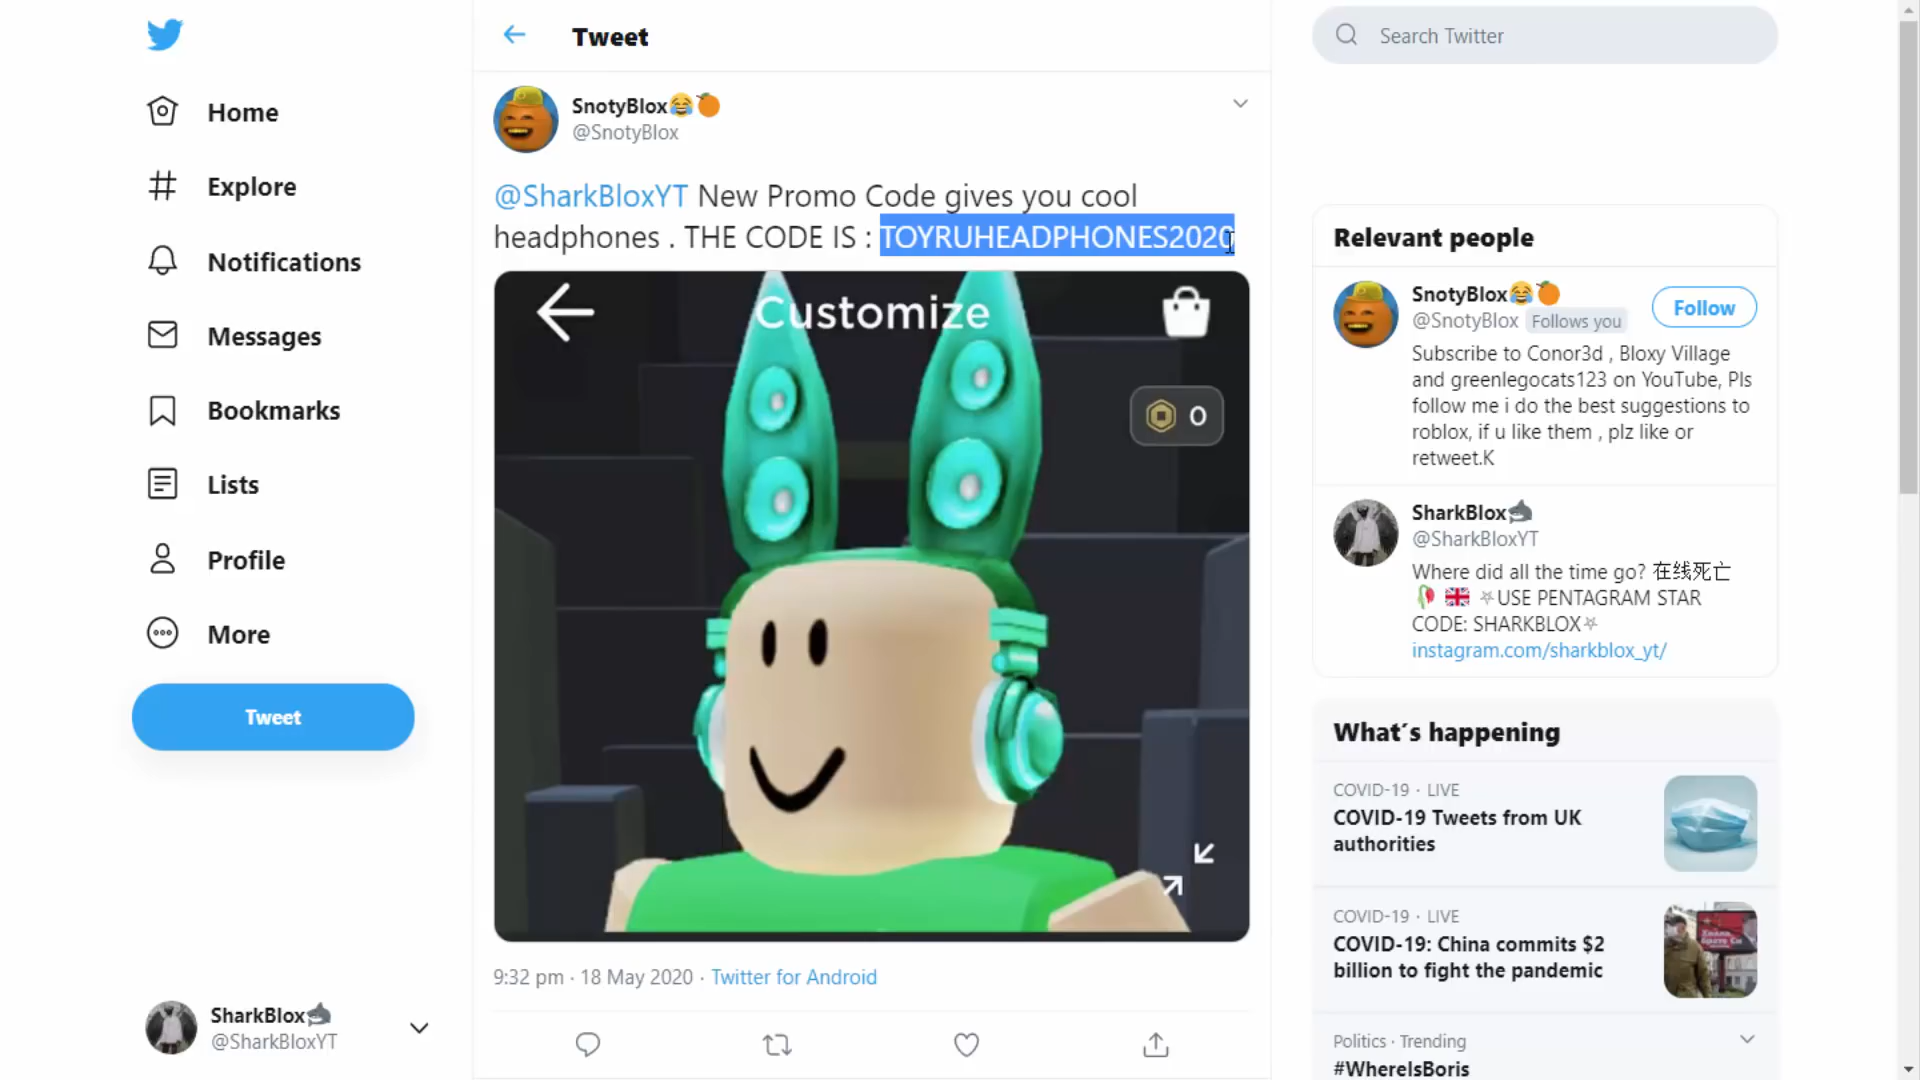 Tweet
Search Twitter
Home
Explore
Notifications
Messages
Bookmarks
Lists
Profile
More
Tweet
SharkBlox🦈
@SharkBloxYT
SnotyBlox😂🍊
@SnotyBlox
@SharkBloxYT New Promo Code gives you cool
headphones . THE CODE IS : TOYRUHEADPHONES2020
Customize
0
9:32 pm · 18 May 2020 · Twitter for Android
Relevant people
SnotyBlox😂🍊
@SnotyBlox Follows you
Follow
Subscribe to Conor3d , Bloxy Village
and greenlegocats123 on YouTube, Pls
follow me i do the best suggestions to
roblox, if u like them , plz like or
retweet.K
SharkBlox🦈
@SharkBloxYT
Where did all the time go? 在线死亡
🥀 🇬🇧 ⛧USE PENTAGRAM STAR
CODE: SHARKBLOX⛧
instagram.com/sharkblox_yt/
What´s happening
COVID-19 · LIVE
COVID-19 Tweets from UK
authorities
COVID-19 · LIVE
COVID-19: China commits $2
billion to fight the pandemic
Politics · Trending
#WhereIsBoris